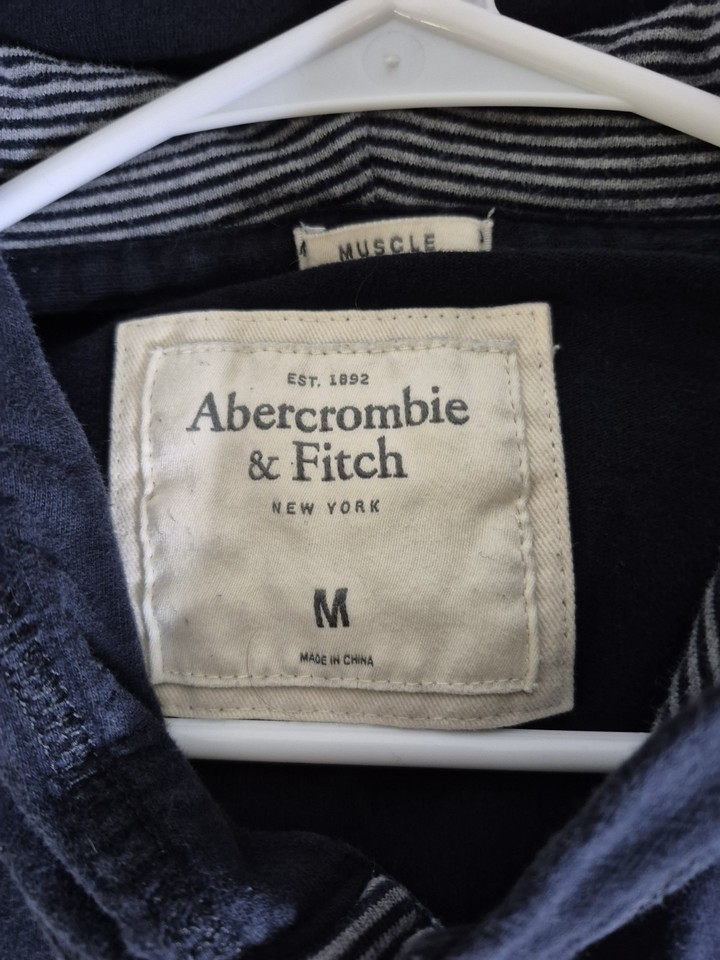 MUSCLE
EST. 1892
Abercrombie
& Fitch
NEW YORK
M
MADE IN CHINA